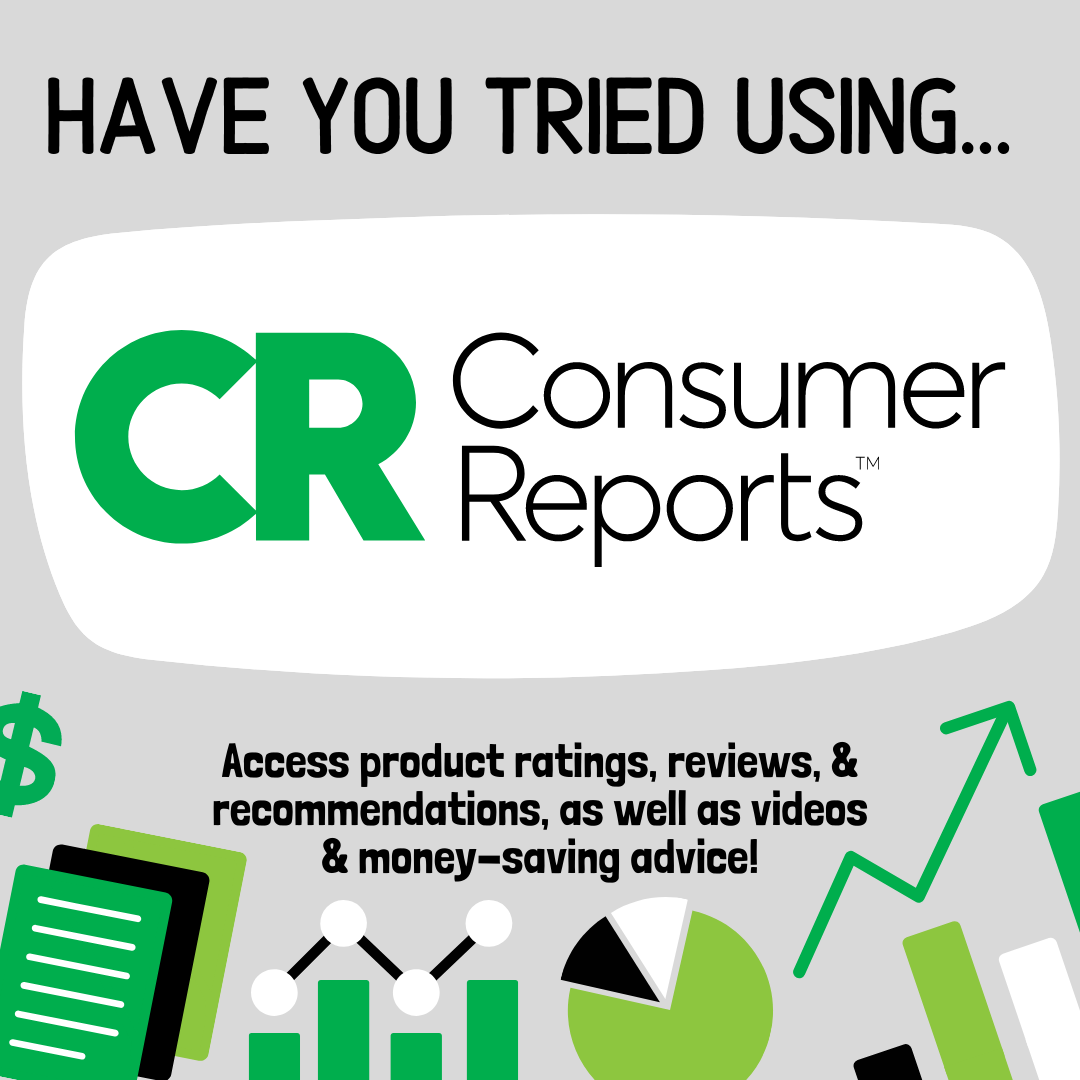 HAVE YOU TRIED USING...
CR Consumer
Reports™
Access product ratings, reviews, &
recommendations, as well as videos
& money-saving advice!
$